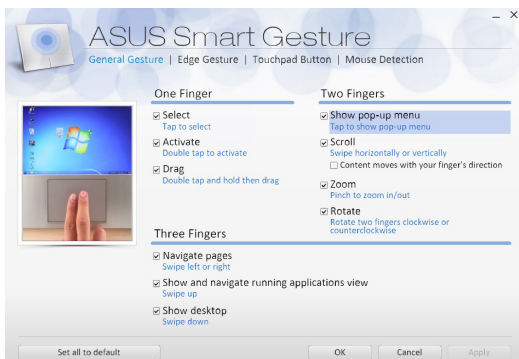 ASUS Smart Gesture
General Gesture | Edge Gesture | Touchpad Button | Mouse Detection
One Finger
Select
Tap to select
Activate
Double tap to activate
Drag
Double tap and hold then drag
Two Fingers
Show pop-up menu
Tap to show pop-up menu
Scroll
Swipe horizontally or vertically
Content moves with your finger's direction
Zoom
Pinch to zoom in/out
Rotate
Rotate two fingers clockwise or
counterclockwise
Three Fingers
Navigate pages
Swipe left or right
Show and navigate running applications view
Swipe up
Show desktop
Swipe down
Set all to default
OK
Cancel
Apply